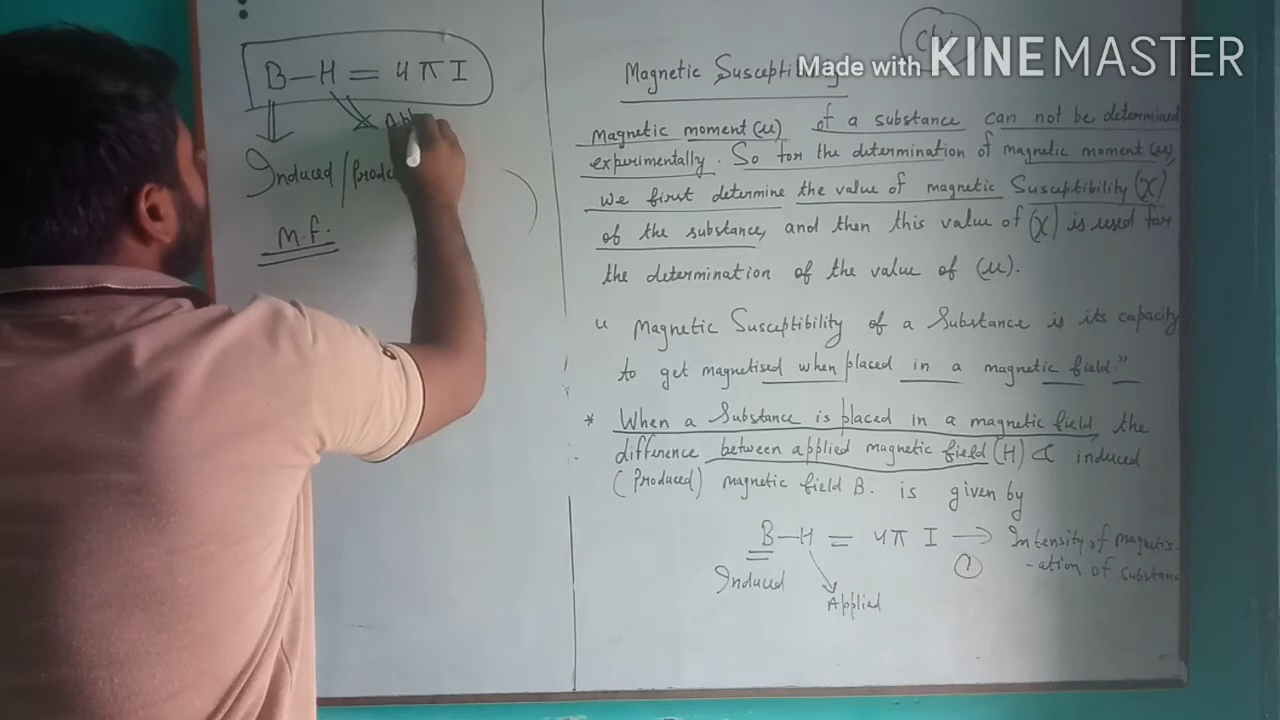 B - H = 4 π I
Induced / Produ
M.F.
Made with KINEMASTER
Magnetic Susceptibility
Magnetic moment (μ) of a substance can not be determined
experimentally. So for the determination of magnetic moment (μ),
we first determine the value of magnetic Susceptibility (χ)
of the substance, and then this value of (χ) is used for
the determination of the value of (μ).
" Magnetic Susceptibility of a Substance is its capacity
to get magnetised when placed in a magnetic field."
* When a Substance is placed in a magnetic field, the
difference between applied magnetic field (H) & induced
(Produced) magnetic field B. is given by
B - H = 4π I → Intensity of magnetis-
① -ation of substanc
Induced
Applied